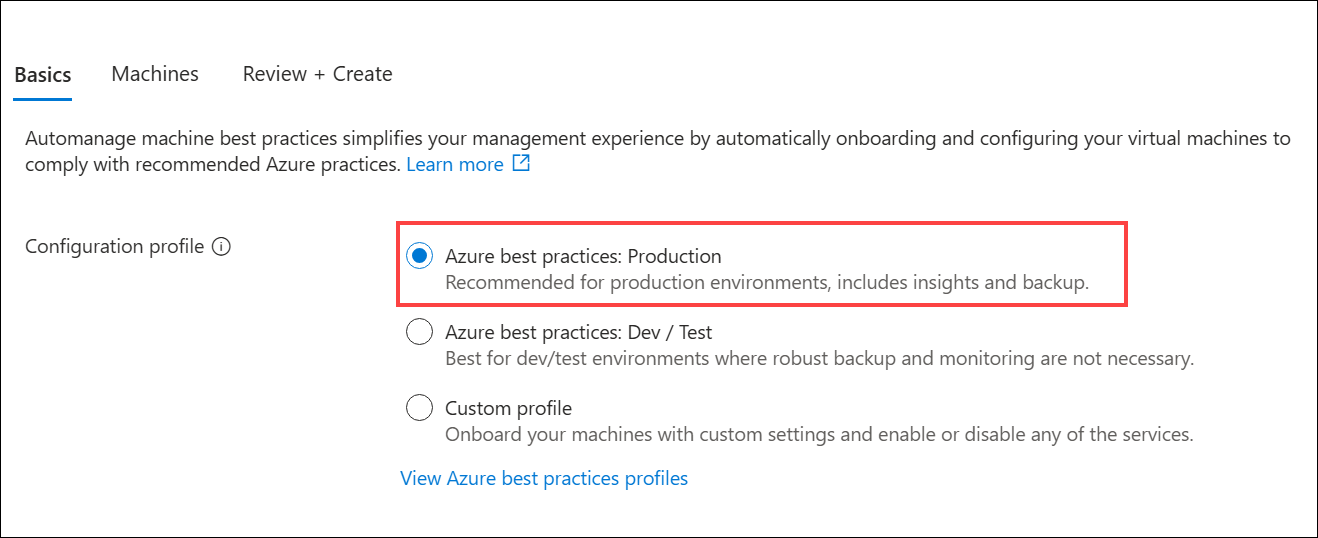 Basics Machines Review + Create
Automanage machine best practices simplifies your management experience by automatically onboarding and configuring your virtual machines to
comply with recommended Azure practices. Learn more
Configuration profile
Azure best practices: Production
Recommended for production environments, includes insights and backup.
Azure best practices: Dev / Test
Best for dev/test environments where robust backup and monitoring are not necessary.
Custom profile
Onboard your machines with custom settings and enable or disable any of the services.
View Azure best practices profiles